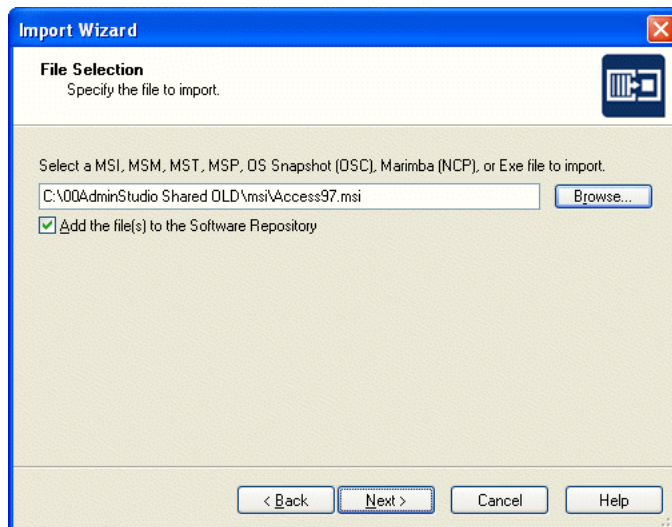 Import Wizard
File Selection
Specify the file to import.
Select a MSI, MSM, MST, MSP, OS Snapshot (OSC), Marimba (NCP), or Exe file to import.
C:\00AdminStudio Shared OLD\msi\Access97.msi
Browse...
Add the file(s) to the Software Repository
< Back
Next >
Cancel
Help